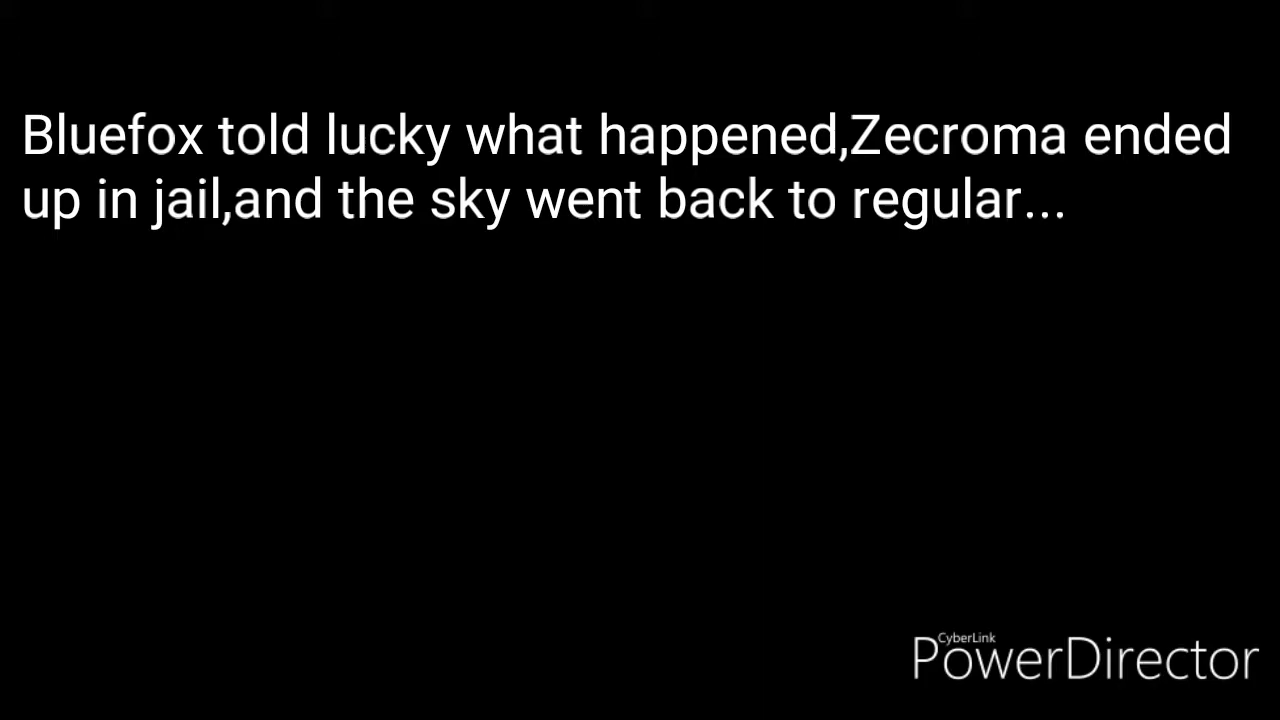 Bluefox told lucky what happened,Zecroma ended
up in jail,and the sky went back to regular...
CyberLink
PowerDirector